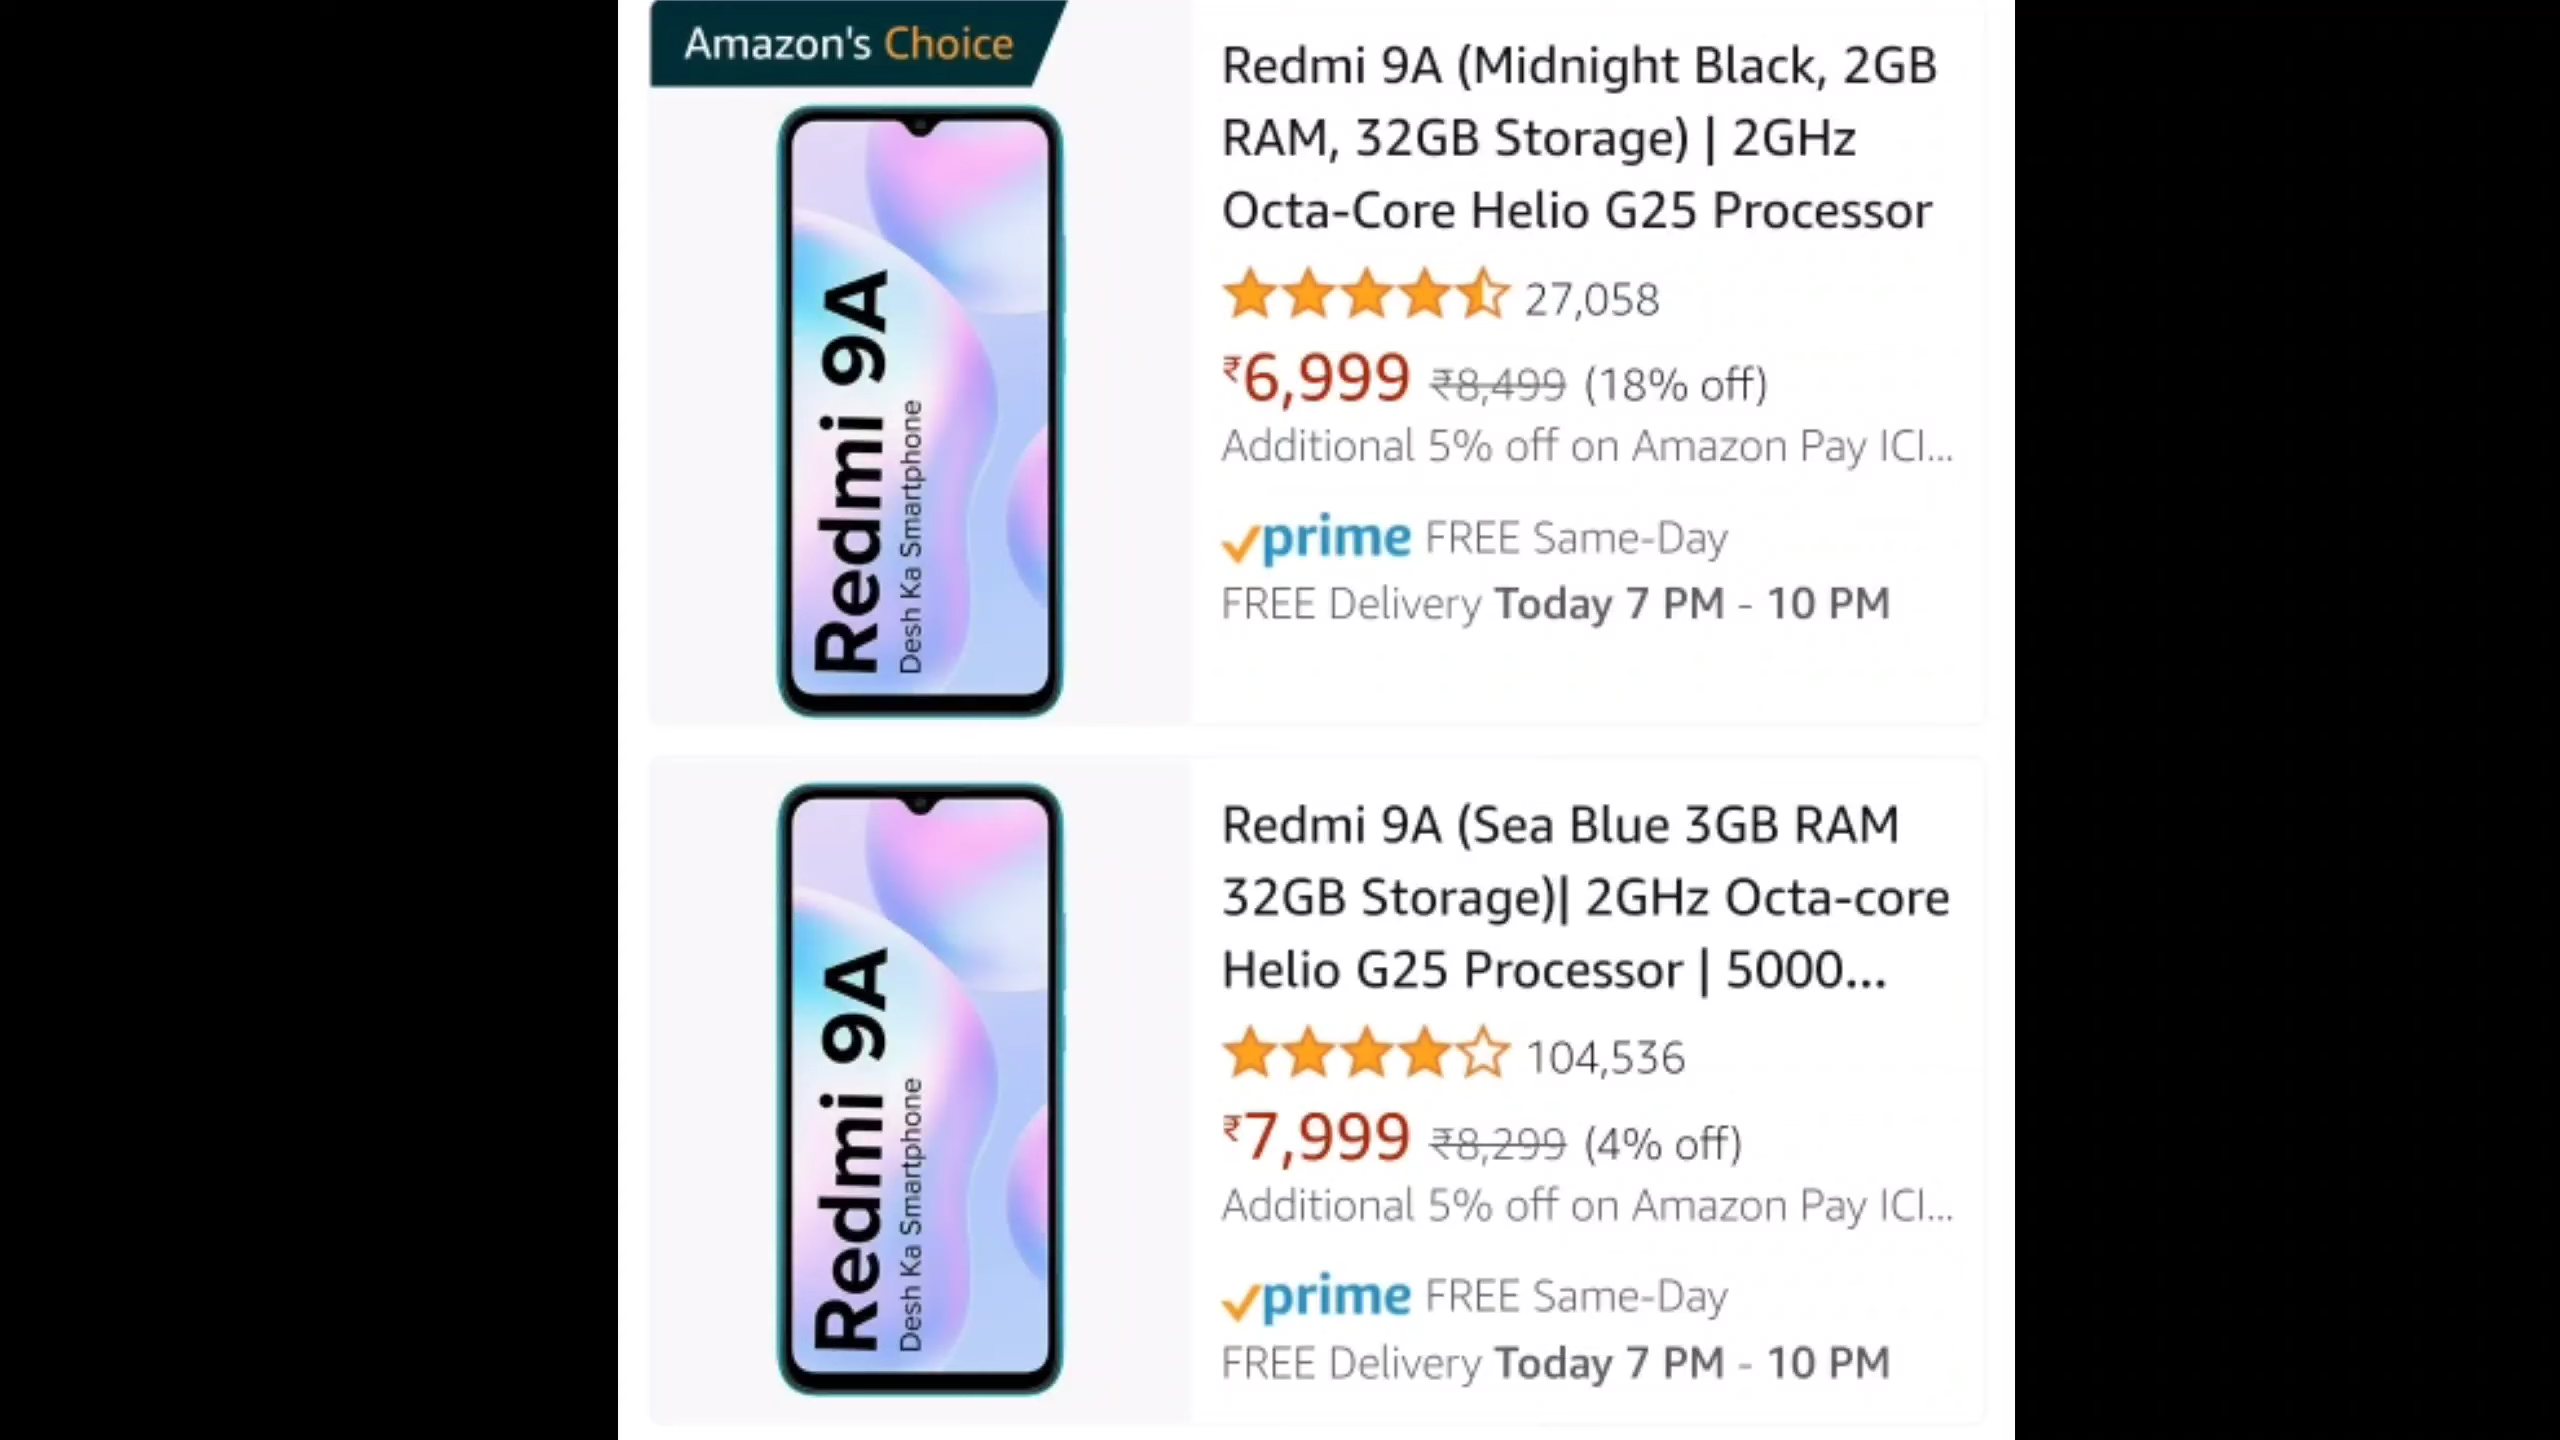 Amazon's Choice
Redmi 9A
Desh Ka Smartphone
Redmi 9A (Midnight Black, 2GB
RAM, 32GB Storage) | 2GHz
Octa-Core Helio G25 Processor
27,058
₹6,999 ₹8,499 (18% off)
Additional 5% off on Amazon Pay ICI...
prime FREE Same-Day
FREE Delivery Today 7 PM - 10 PM
Redmi 9A
Desh Ka Smartphone
Redmi 9A (Sea Blue 3GB RAM
32GB Storage)| 2GHz Octa-core
Helio G25 Processor | 5000...
104,536
₹7,999 ₹8,299 (4% off)
Additional 5% off on Amazon Pay ICI...
prime FREE Same-Day
FREE Delivery Today 7 PM - 10 PM